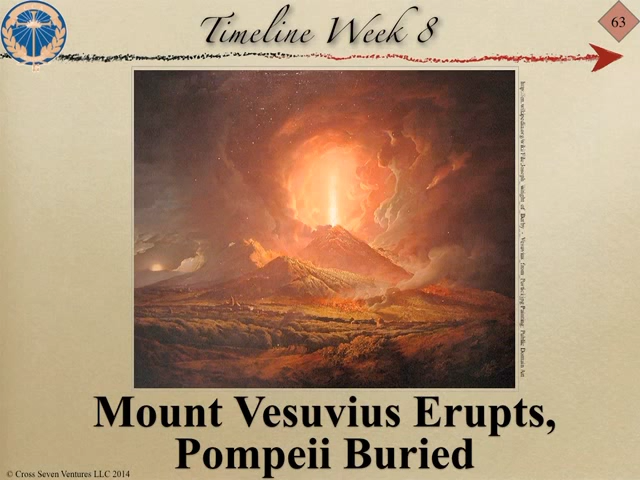 Timeline Week 8
63
Mount Vesuvius Erupts,
Pompeii Buried
© Cross Seven Ventures LLC 2014